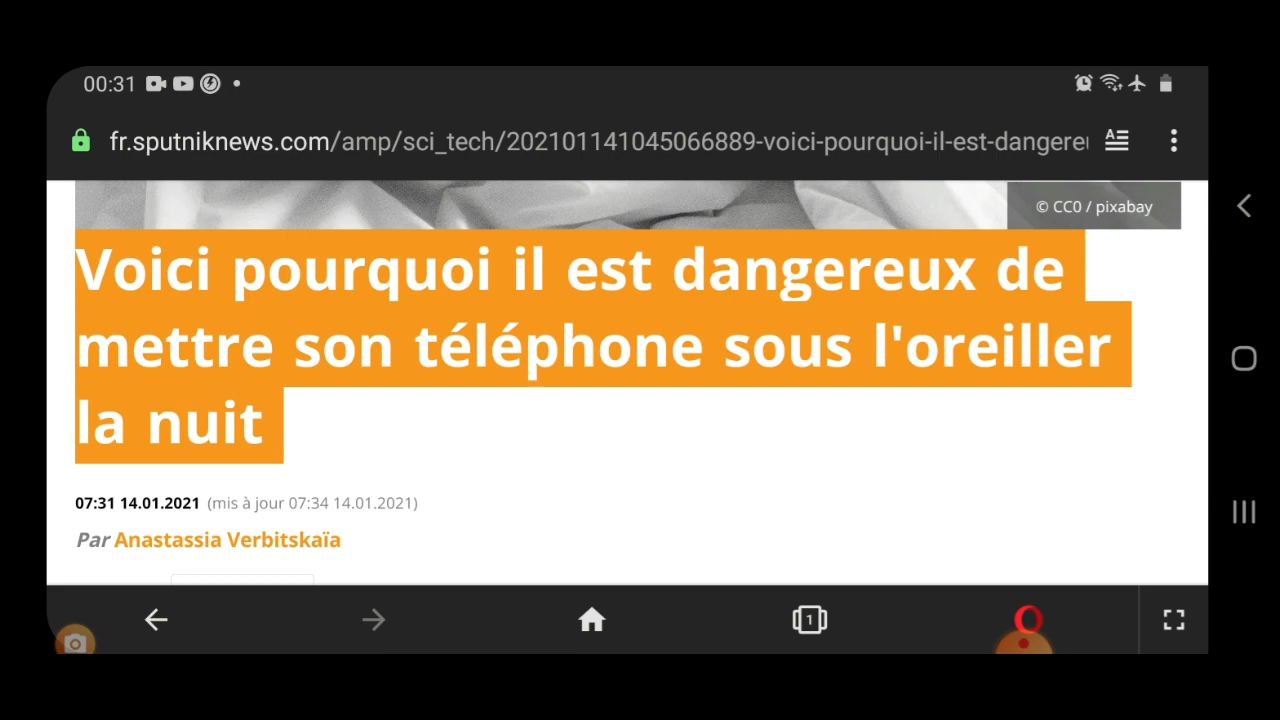 00:31
fr.sputniknews.com/amp/sci_tech/202101141045066889-voici-pourquoi-il-est-dangereu
© CC0 / pixabay
Voici pourquoi il est dangereux de
mettre son téléphone sous l'oreiller
la nuit
07:31 14.01.2021 (mis à jour 07:34 14.01.2021)
Par Anastassia Verbitskaïa
1